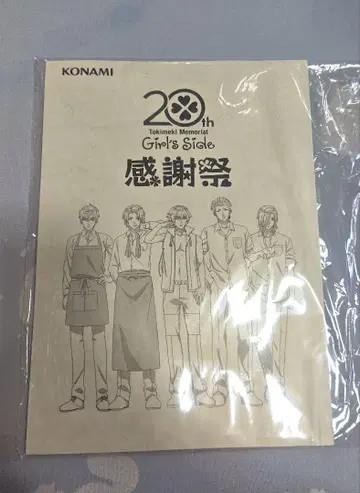 KONAMI
20th
Tokimeki Memorial
Girl's Side
感謝祭